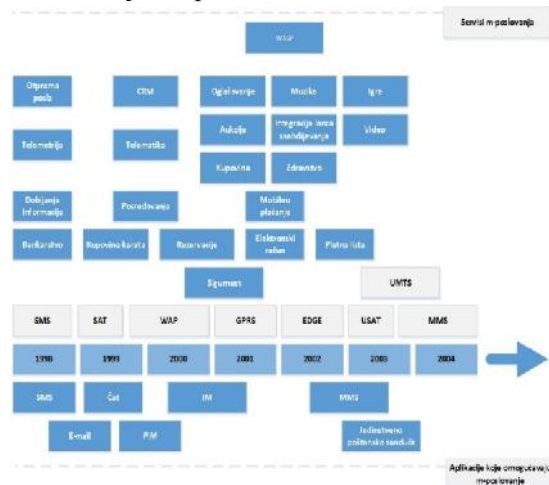 Servisi m-poslovanja
Otprema
posla
CRM
Oglašavanje
Muzika
Igre
Telemetrija
Telematika
Aukcije
Integracija lanca
snabdijevanja
Video
Kupovina
Zdravstvo
Dobijanje
informacija
Posredovanje
Mobilno
plaćanje
Bankarstvo
Kupovina karata
Rezervacije
Elektronski
račun
Platna lista
Sigurnost
UMTS
SMS
SAT
WAP
GPRS
EDGE
USAT
MMS
1998
1999
2000
2001
2002
2003
2004
SMS
Čat
IM
MMS
E-mail
PIM
Jedinstveno
poštansko sanduče
Aplikacije koje omogućavaju
m-poslovanje